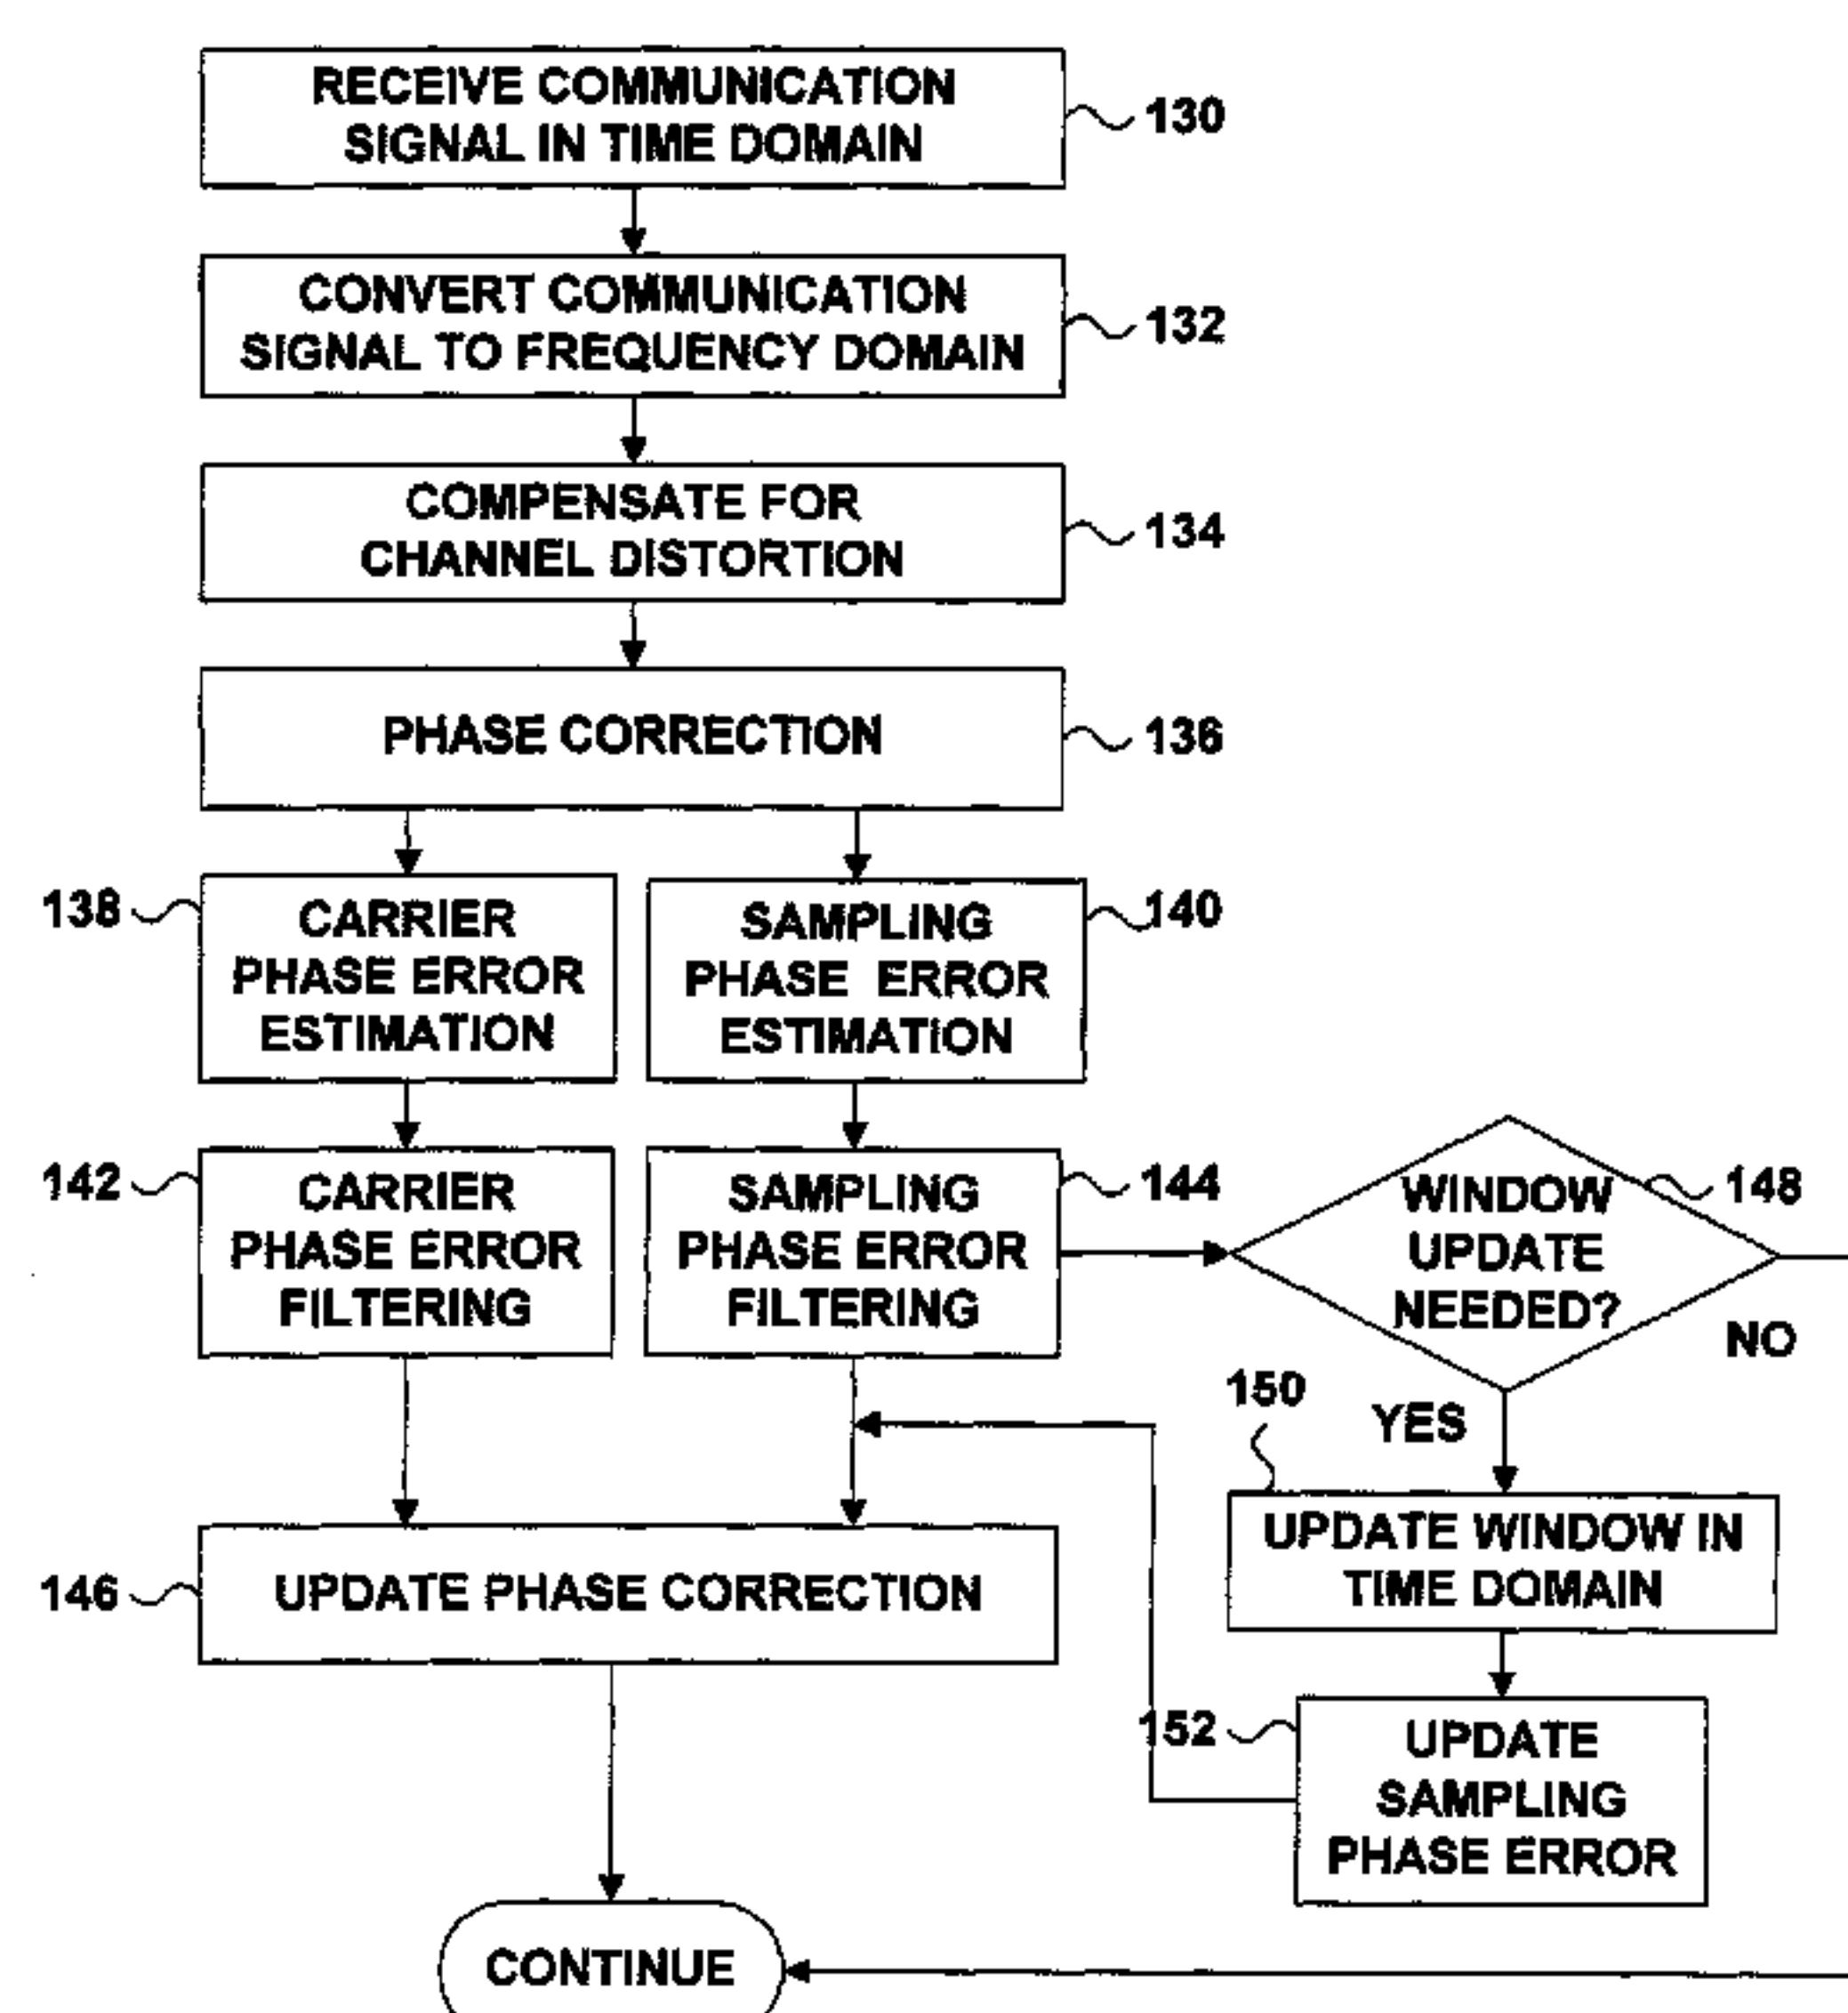 RECEIVE COMMUNICATION
SIGNAL IN TIME DOMAIN
130
CONVERT COMMUNICATION
SIGNAL TO FREQUENCY DOMAIN
132
COMPENSATE FOR
CHANNEL DISTORTION
134
PHASE CORRECTION
136
138
CARRIER
PHASE ERROR
ESTIMATION
SAMPLING
PHASE ERROR
ESTIMATION
140
142
CARRIER
PHASE ERROR
FILTERING
SAMPLING
PHASE ERROR
FILTERING
144
WINDOW
UPDATE
NEEDED?
148
NO
YES
150
UPDATE WINDOW IN
TIME DOMAIN
146
UPDATE PHASE CORRECTION
152
UPDATE
SAMPLING
PHASE ERROR
CONTINUE